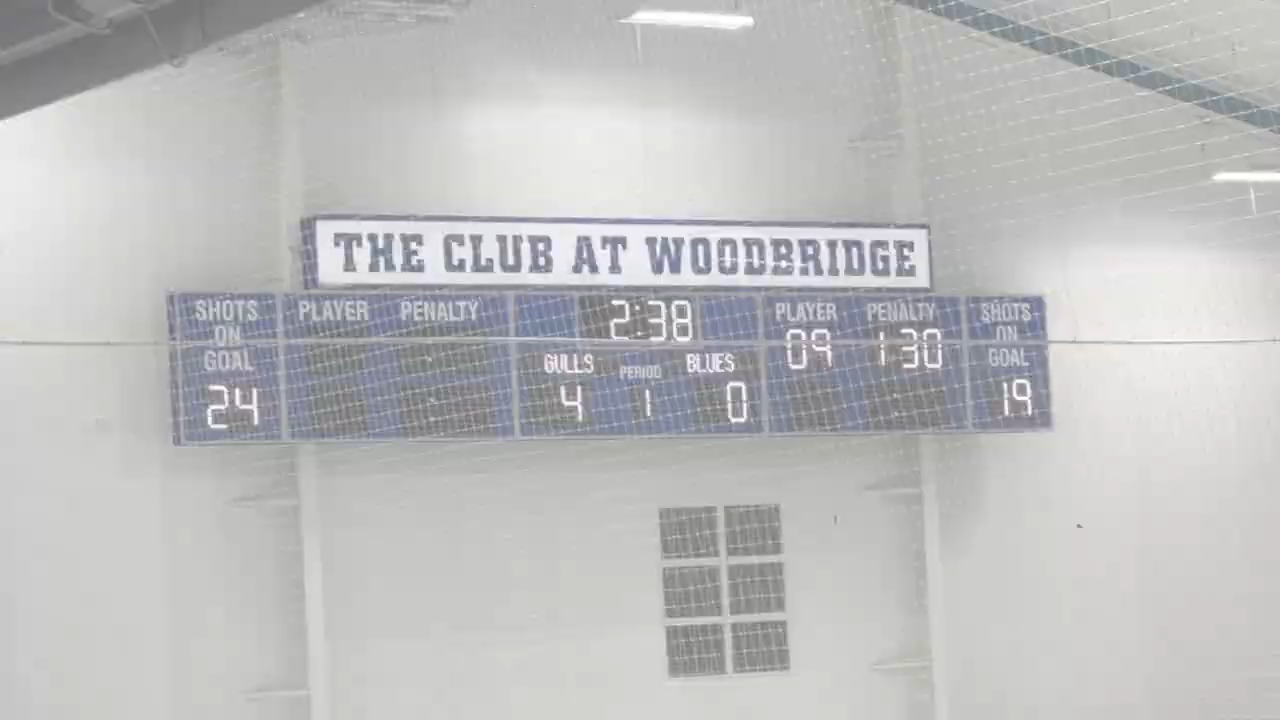 THE CLUB AT WOODBRIDGE
SHOTS ON GOAL
24
PLAYER PENALTY
2:38
GULLS PERIOD BLUES
4 1 0
PLAYER PENALTY
09 1:30
SHOTS ON GOAL
19